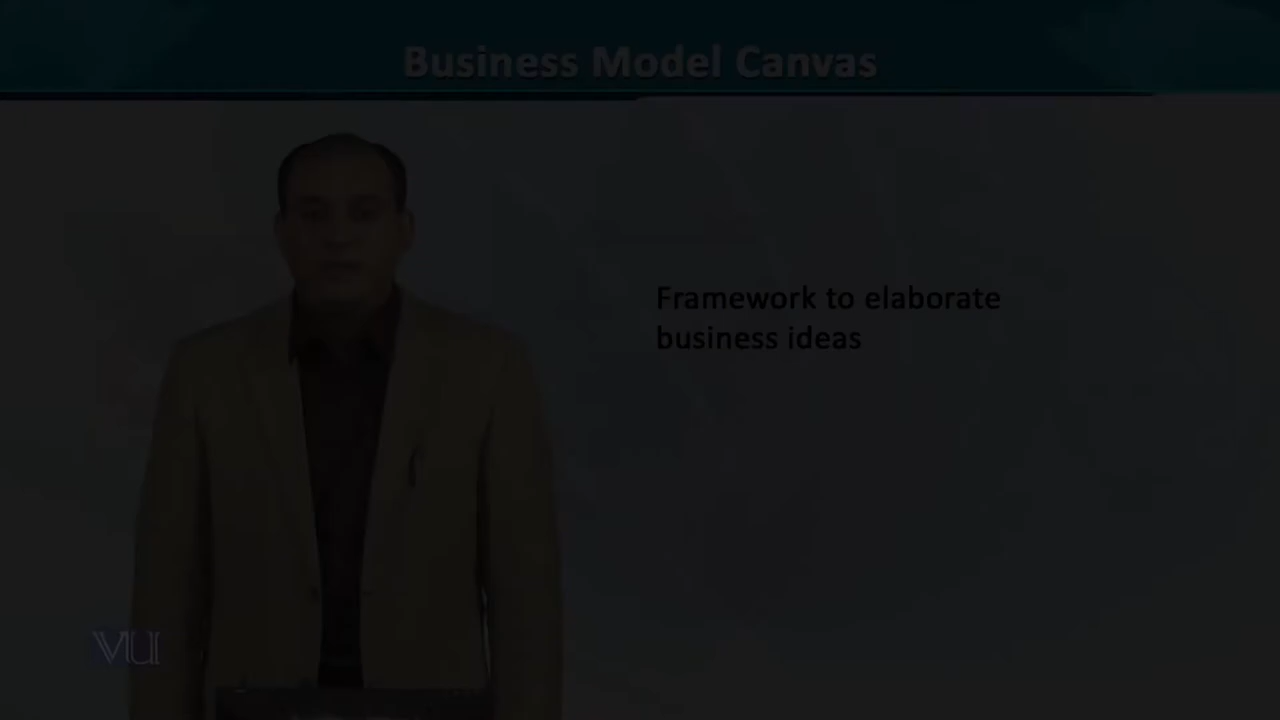 Business Model Canvas
Framework to elaborate
business ideas
VU